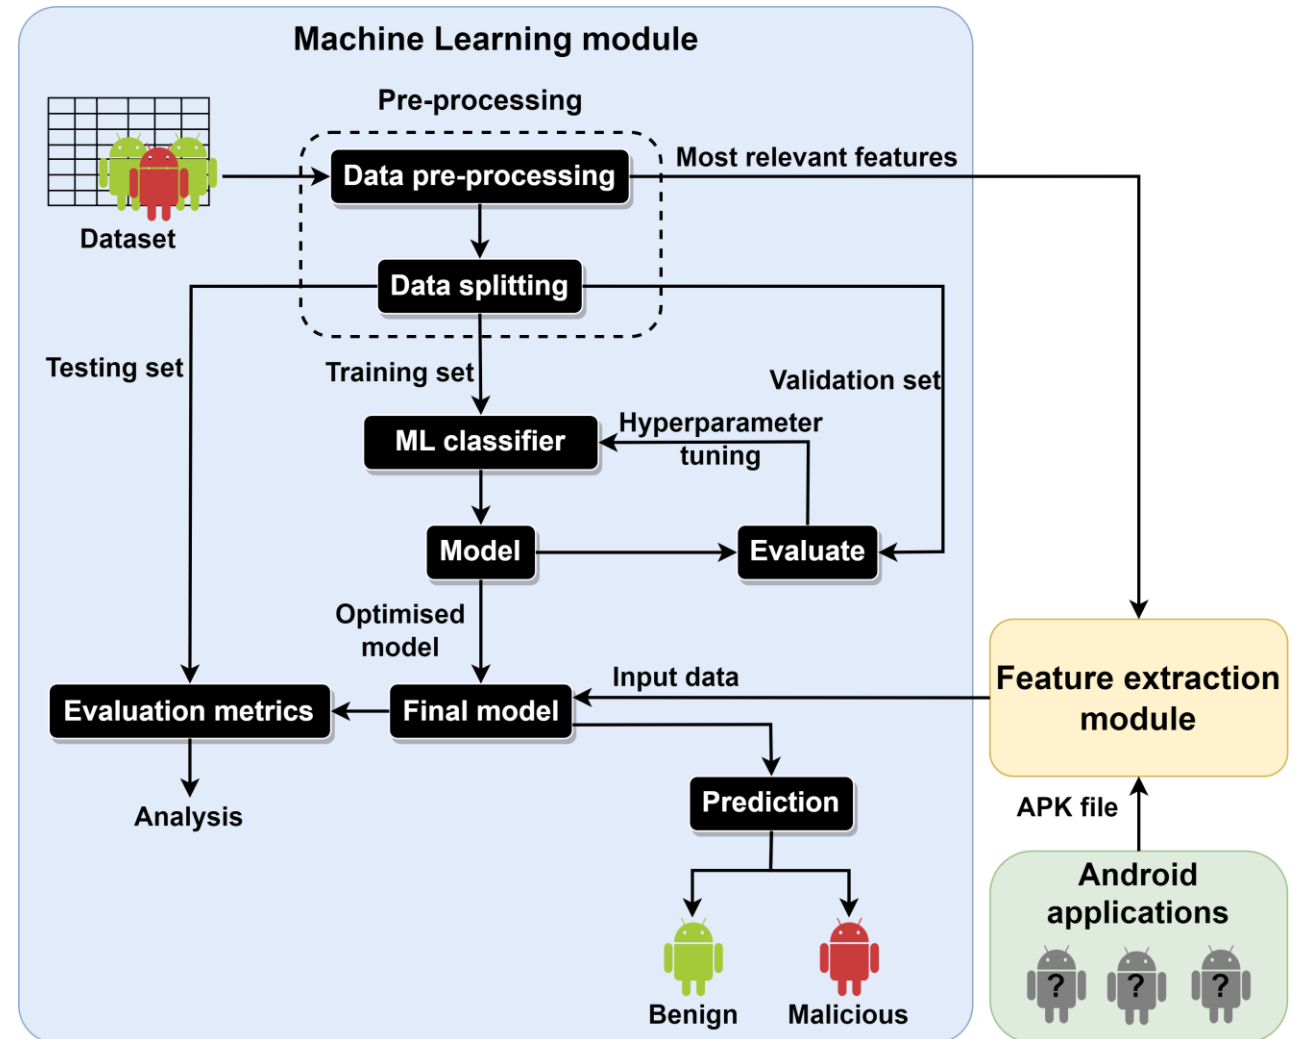 Machine Learning module
Pre-processing
Data pre-processing
Most relevant features
Dataset
Data splitting
Testing set
Training set
Validation set
ML classifier
Hyperparameter
tuning
Model
Evaluate
Optimised
model
Input data
Feature extraction
module
Evaluation metrics
Final model
Prediction
APK file
Analysis
Android
applications
? ? ?
Benign
Malicious